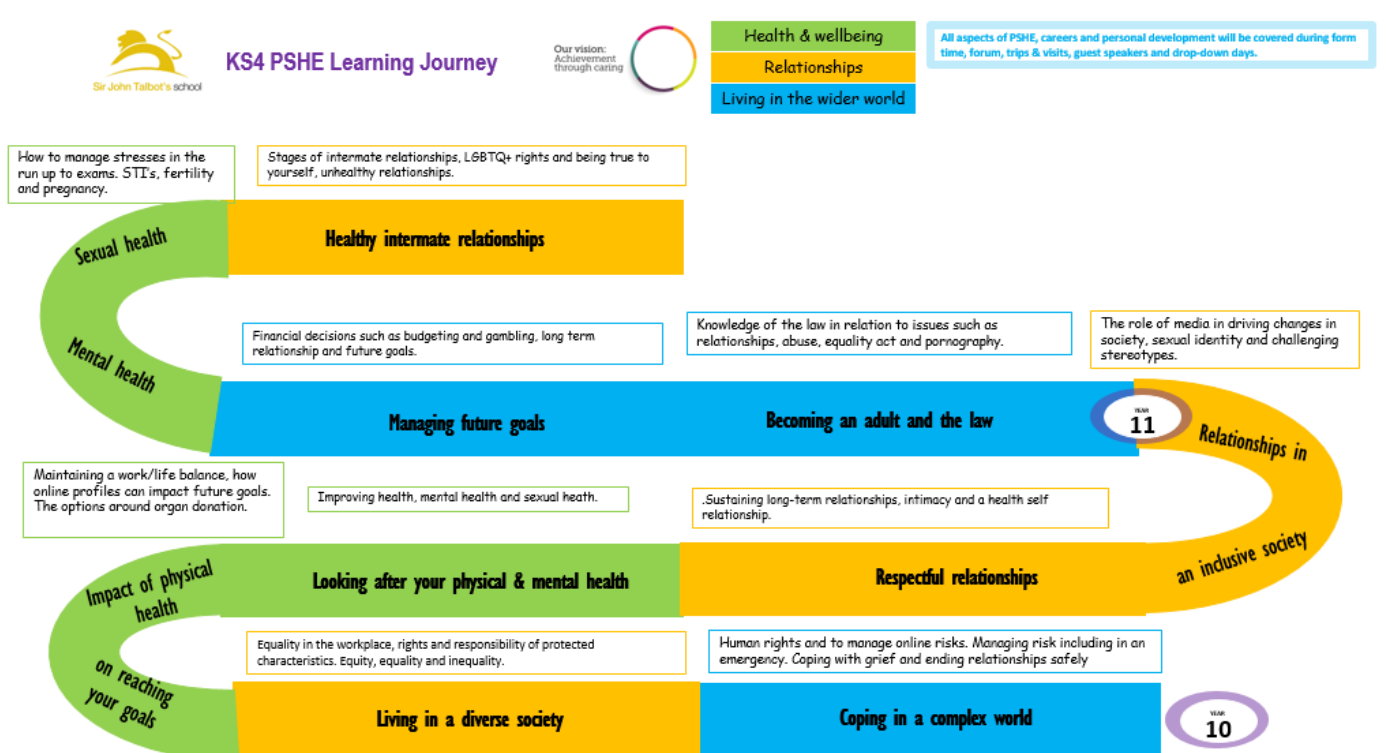 Sir John Talbot's school
KS4 PSHE Learning Journey
Our vision:
Achievement
through caring
Health & wellbeing
Relationships
Living in the wider world
All aspects of PSHE, careers and personal development will be covered during form
time, forum, trips & visits, guest speakers and drop-down days.
How to manage stresses in the
run up to exams. STI's, fertility
and pregnancy.
Stages of intermate relationships, LGBTQ+ rights and being true to
yourself, unhealthy relationships.
Sexual health
Healthy intermate relationships
Mental health
Financial decisions such as budgeting and gambling, long term
relationship and future goals.
Knowledge of the law in relation to issues such as
relationships, abuse, equality act and pornography.
The role of media in driving changes in
society, sexual identity and challenging
stereotypes.
Managing future goals
Becoming an adult and the law
YEAR
11
Relationships in
an inclusive society
Maintaining a work/life balance, how
online profiles can impact future goals.
The options around organ donation.
Improving health, mental health and sexual heath.
.Sustaining long-term relationships, intimacy and a health self
relationship.
Impact of physical
health
Looking after your physical & mental health
Respectful relationships
on reaching
your goals
Equality in the workplace, rights and responsibility of protected
characteristics. Equity, equality and inequality.
Human rights and to manage online risks. Managing risk including in an
emergency. Coping with grief and ending relationships safely
Living in a diverse society
Coping in a complex world
YEAR
10